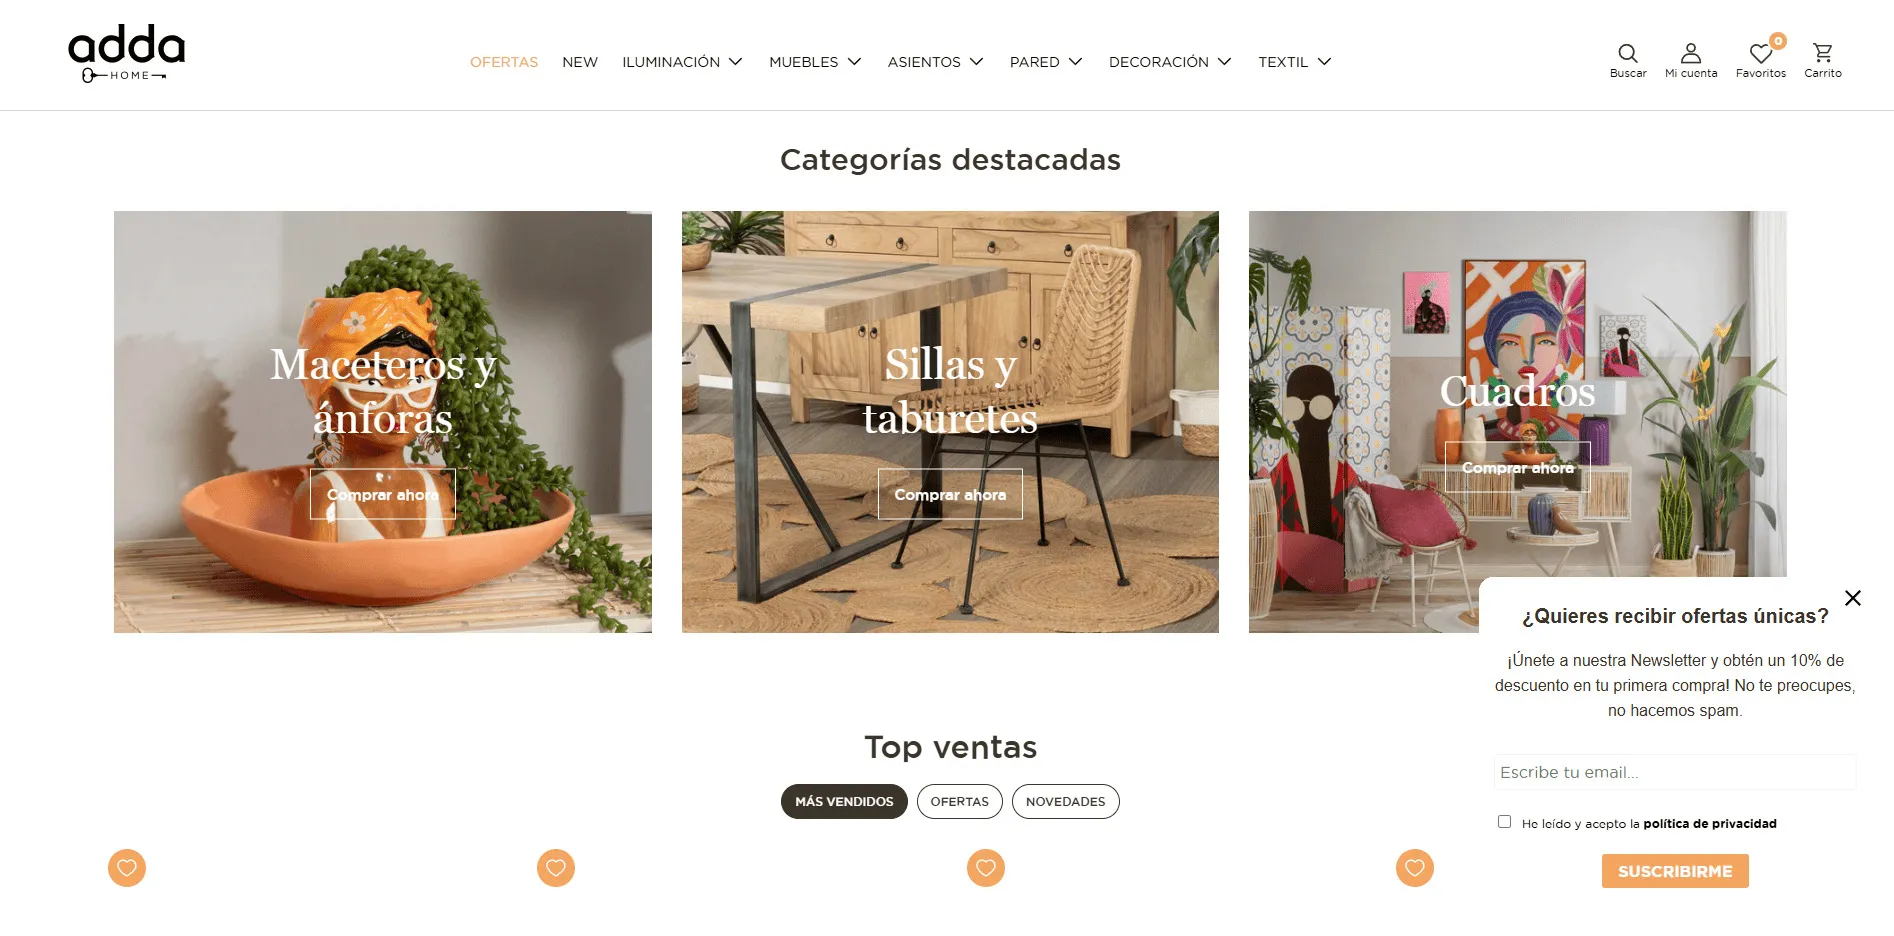 adda
HOME
OFERTAS NEW ILUMINACIÓN MUEBLES ASIENTOS PARED DECORACIÓN TEXTIL
0
Buscar Mi cuenta Favoritos Carrito
Categorías destacadas
Maceteros y
ánforas
Comprar ahora
Sillas y
taburetes
Comprar ahora
Cuadros
Comprar ahora
¿Quieres recibir ofertas únicas?
¡Únete a nuestra Newsletter y obtén un 10% de
descuento en tu primera compra! No te preocupes,
no hacemos spam.
Escribe tu email...
He leído y acepto la política de privacidad
SUSCRIBIRME
Top ventas
MÁS VENDIDOS OFERTAS NOVEDADES